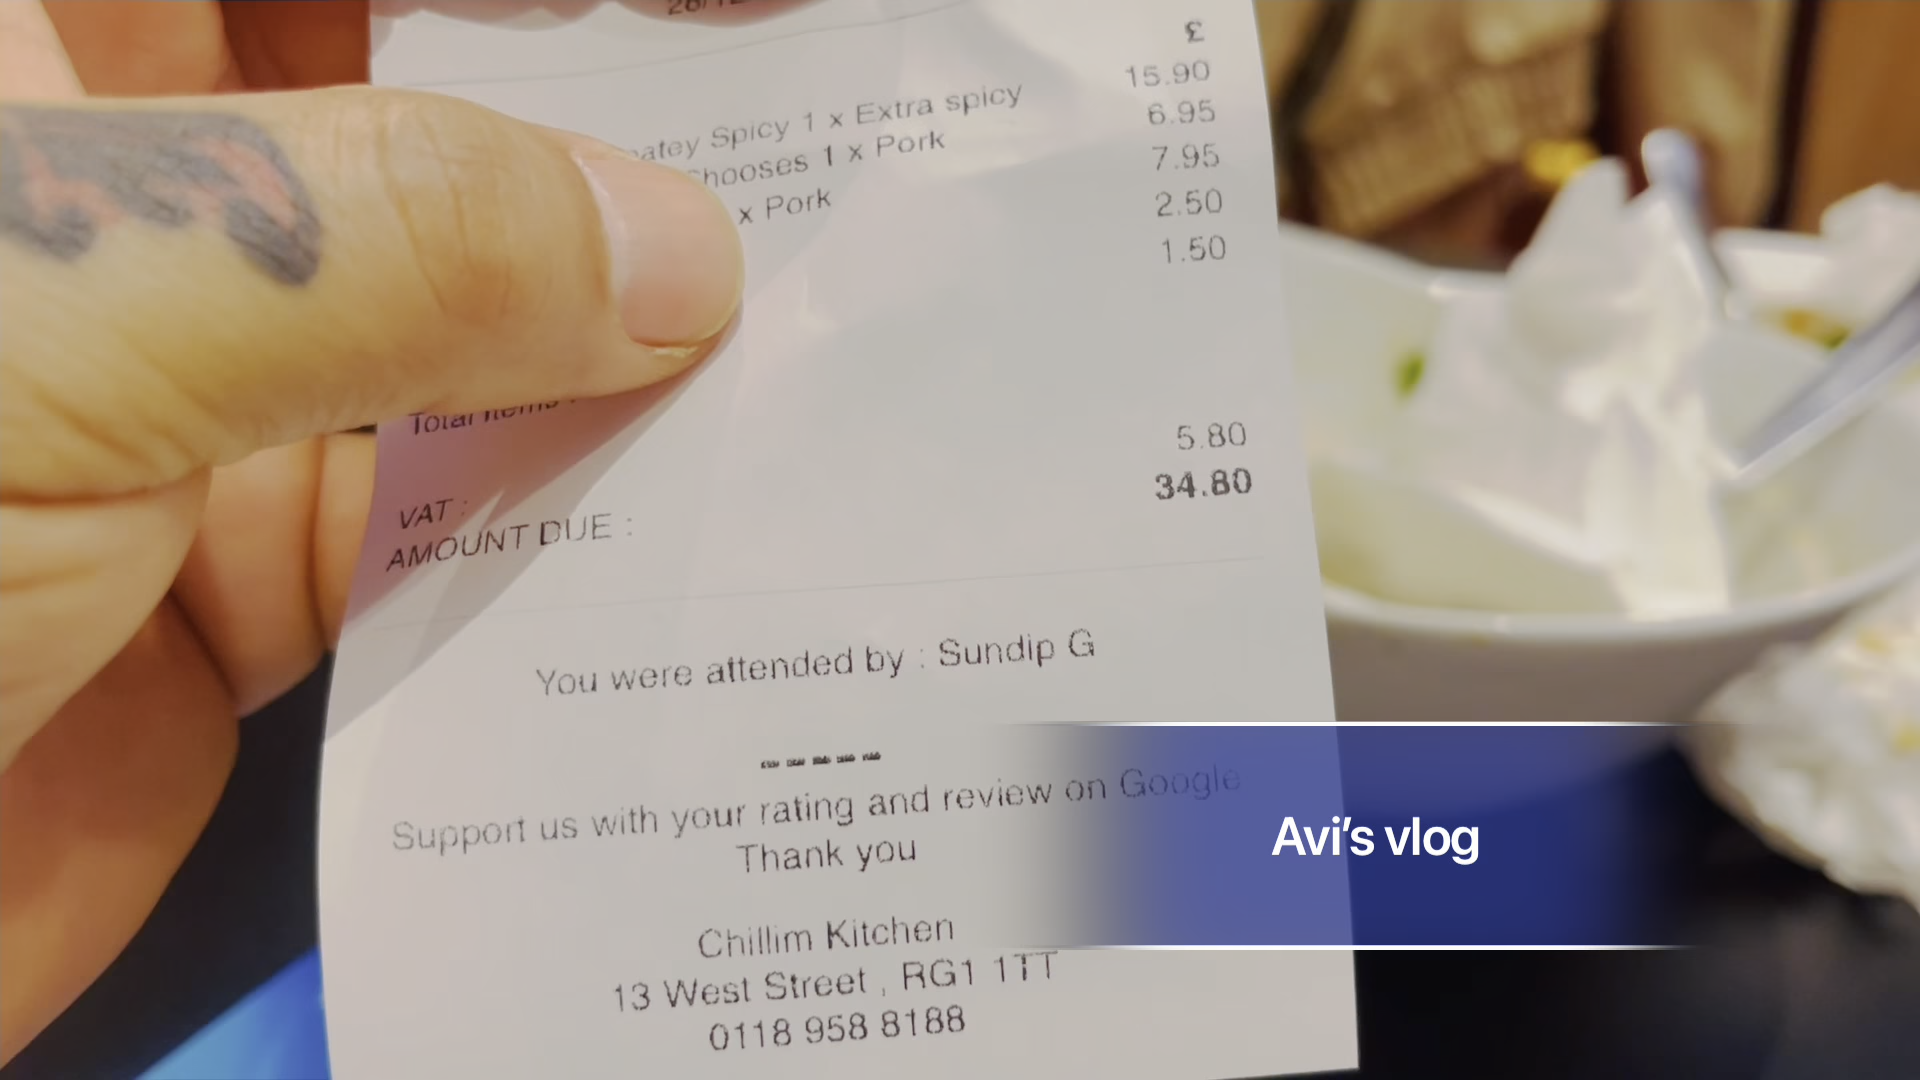 £
15.90
atey Spicy 1 x Extra spicy 6.95
hooses 1 x Pork 7.95
x Pork 2.50
1.50
Total Items
VAT : 5.80
AMOUNT DUE : 34.80
You were attended by : Sundip G
-----
Support us with your rating and review on Google
Thank you
Chillim Kitchen
13 West Street , RG1 1TT
0118 958 8188
Avi's vlog